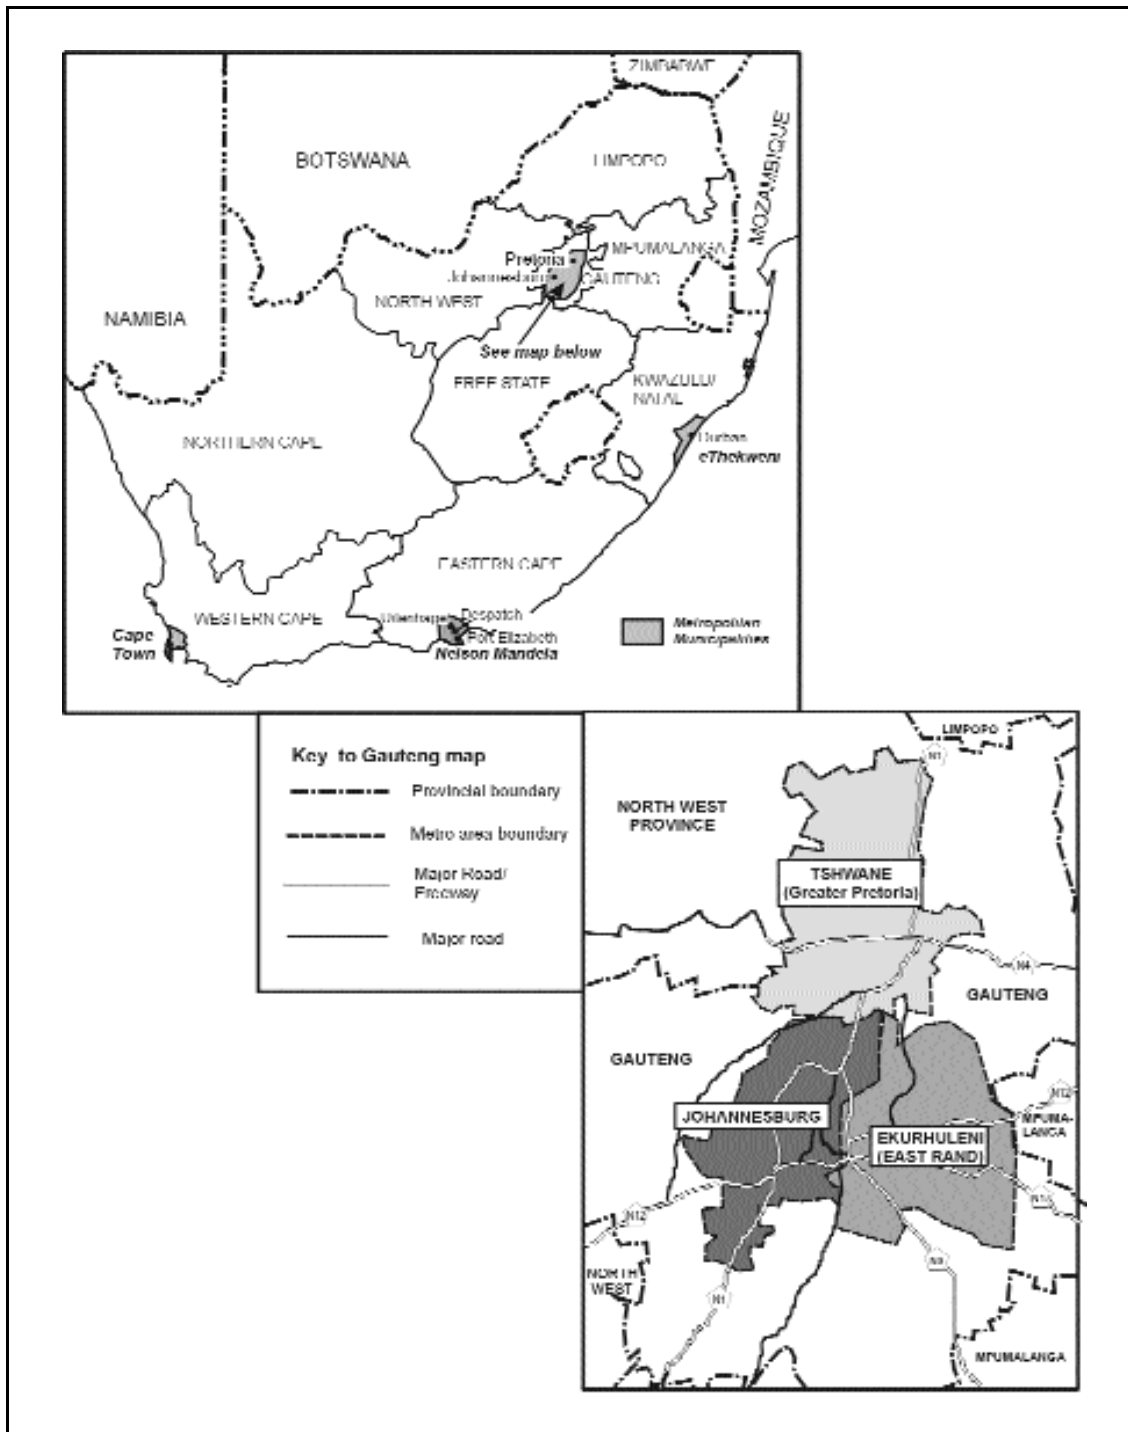 ZIMBABWE
BOTSWANA
LIMPOPO
MOZAMBIQUE
MPUMALANGA
Pretoria
Johannesburg
GAUTENG
NORTH WEST
NAMIBIA
See map below
FREE STATE
KWAZULU/
NATAL
NORTHERN CAPE
Durban
eThekweni
EASTERN CAPE
WESTERN CAPE
Uitenhage
Despatch
Port Elizabeth
Nelson Mandela
Cape
Town
Metropolitan
Municipalities
Key to Gauteng map
Provincial boundary
Metro area boundary
Major Road/
Freeway
Major road
LIMPOPO
N1
NORTH WEST
PROVINCE
TSHWANE
(Greater Pretoria)
N4
GAUTENG
GAUTENG
N12
MPUMA-
LANGA
JOHANNESBURG
EKURHULENI
(EAST RAND)
N12
NORTH
WEST
N1
N3
MPUMALANGA